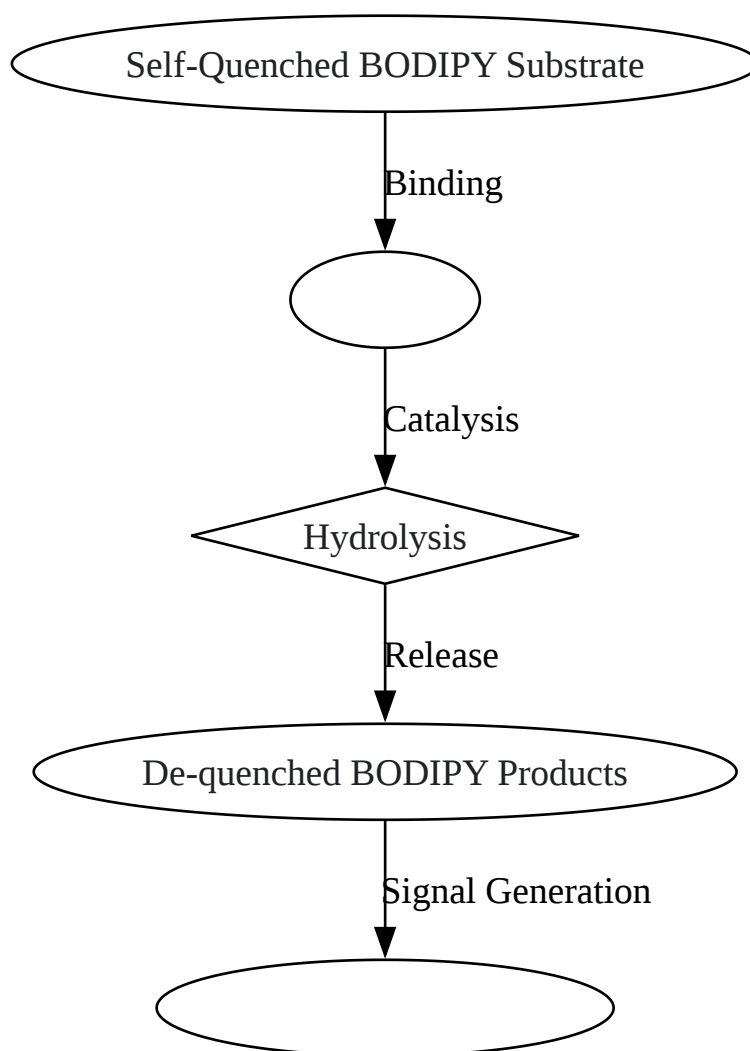 Self-Quenched BODIPY Substrate
Binding
Catalysis
Hydrolysis
Release
De-quenched BODIPY Products
Signal Generation